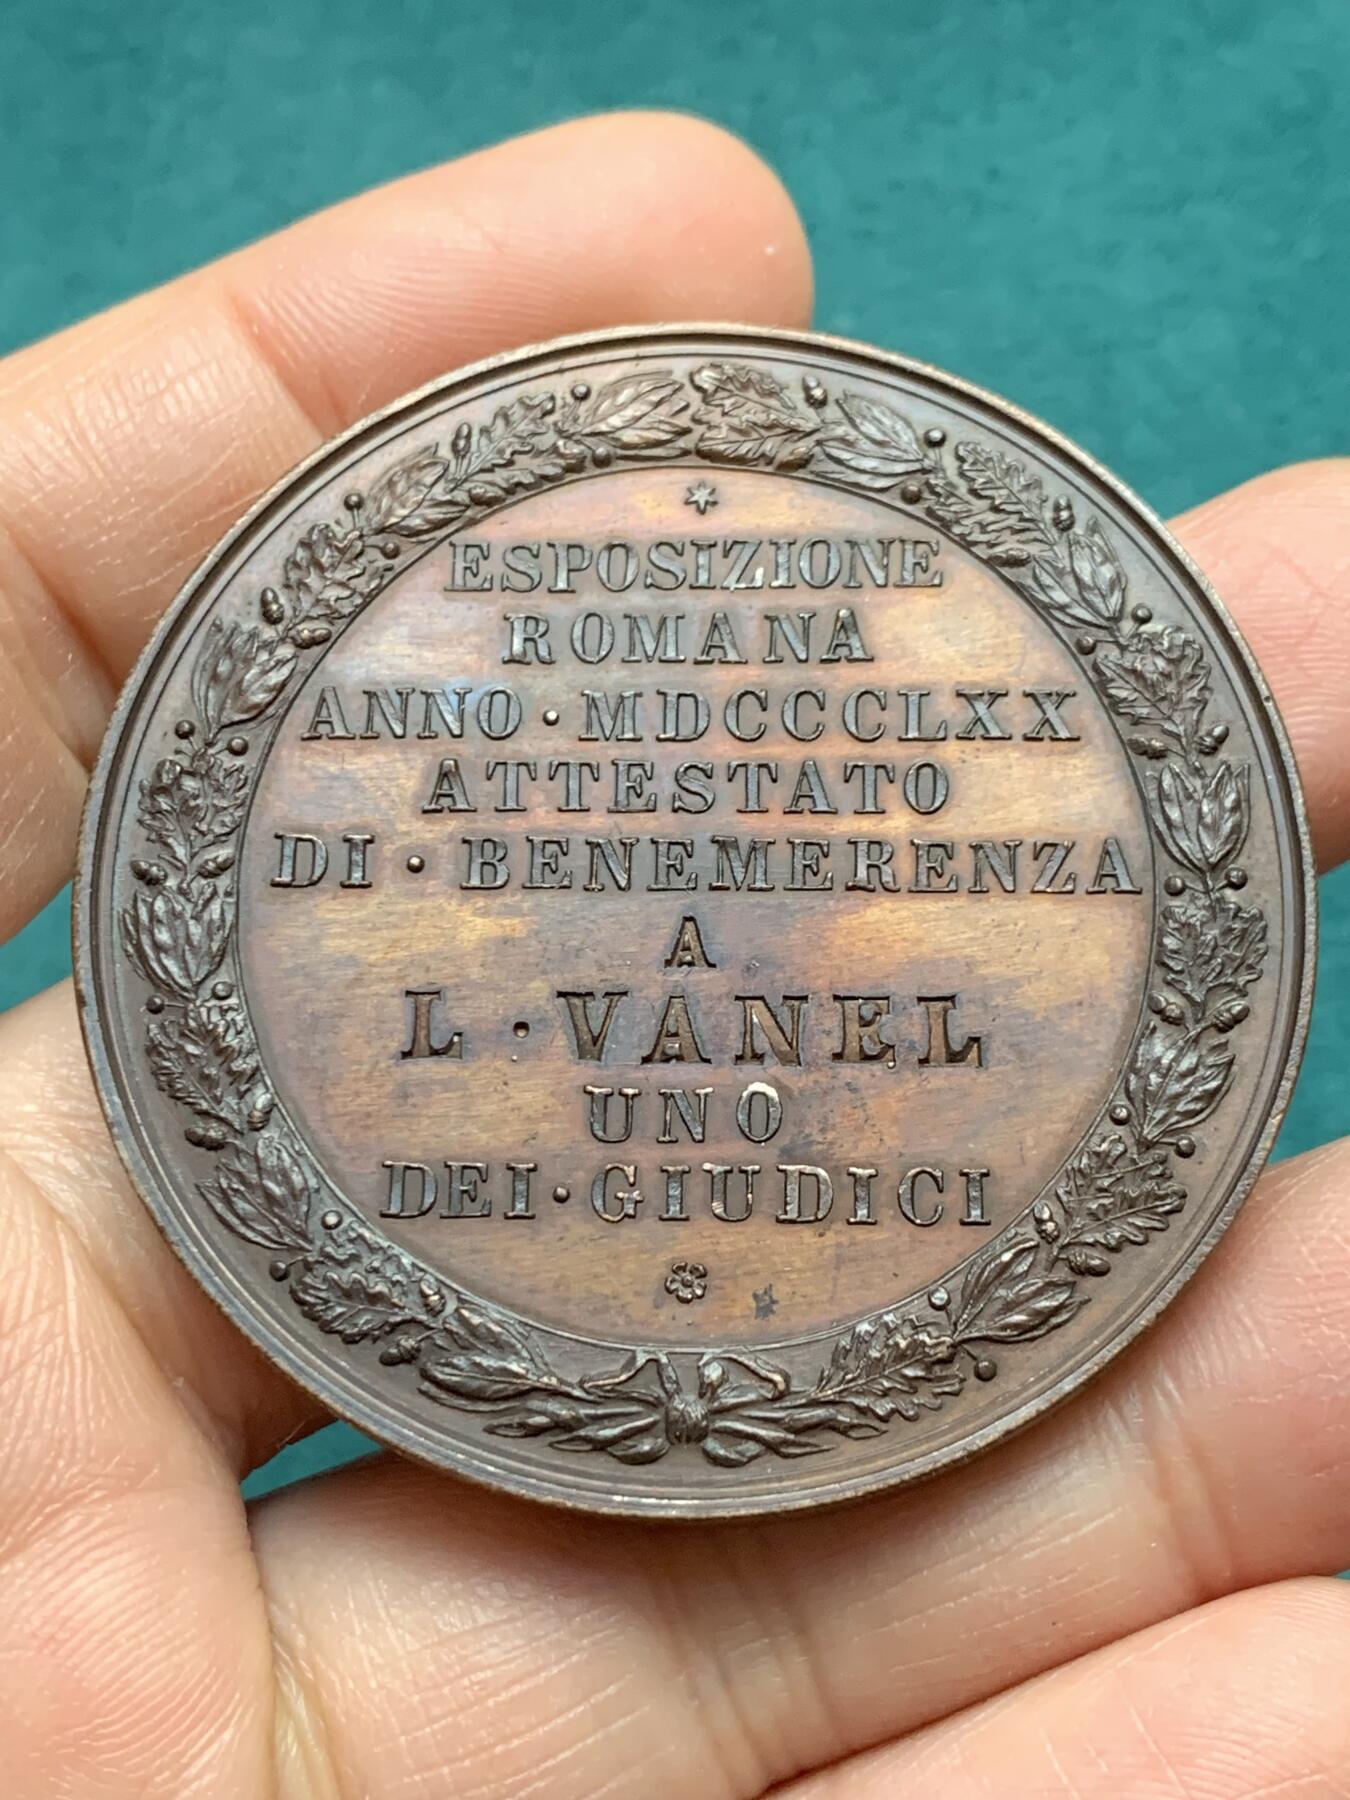 ESPOSIZIONE
ROMANA
ANNO · MDCCCLXX
ATTESTATO
DI · BENEMERENZA
A
L · VANEL
UNO
DEI · GIUDICI